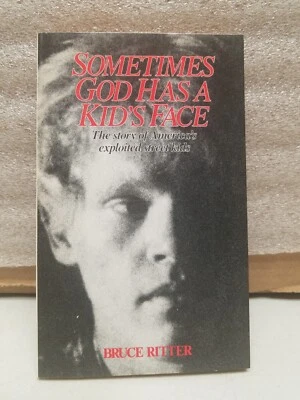 SOMETIMES
GOD HAS A
KID'S FACE
The story of America's
exploited street kids
BRUCE RITTER